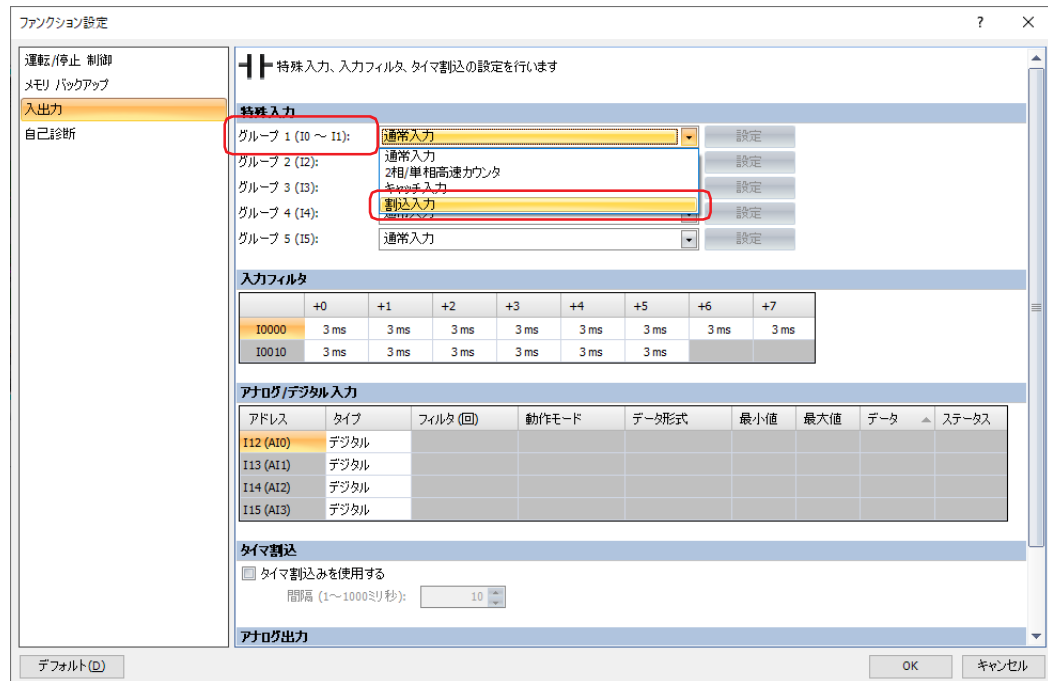 ファンクション設定
? ×
運転/停止 制御
メモリ バックアップ
入出力
自己診断
特殊入力、入力フィルタ、タイマ割込の設定を行います
特殊入力
グループ 1 (I0 ～ I1): 通常入力 設定
通常入力
グループ 2 (I2): 設定
2相/単相高速カウンタ
グループ 3 (I3): キャッチ入力 設定
割込入力
グループ 4 (I4): 通常入力 設定
グループ 5 (I5): 通常入力 設定
入力フィルタ
+0 +1 +2 +3 +4 +5 +6 +7
I0000 3 ms 3 ms 3 ms 3 ms 3 ms 3 ms 3 ms 3 ms
I0010 3 ms 3 ms 3 ms 3 ms 3 ms 3 ms
アナログ/デジタル入力
アドレス タイプ フィルタ(回) 動作モード データ形式 最小値 最大値 データ ステータス
I12 (AI0) デジタル
I13 (AI1) デジタル
I14 (AI2) デジタル
I15 (AI3) デジタル
タイマ割込
タイマ割込みを使用する
間隔 (1～1000ミリ秒): 10
アナログ出力
デフォルト(D) OK キャンセル